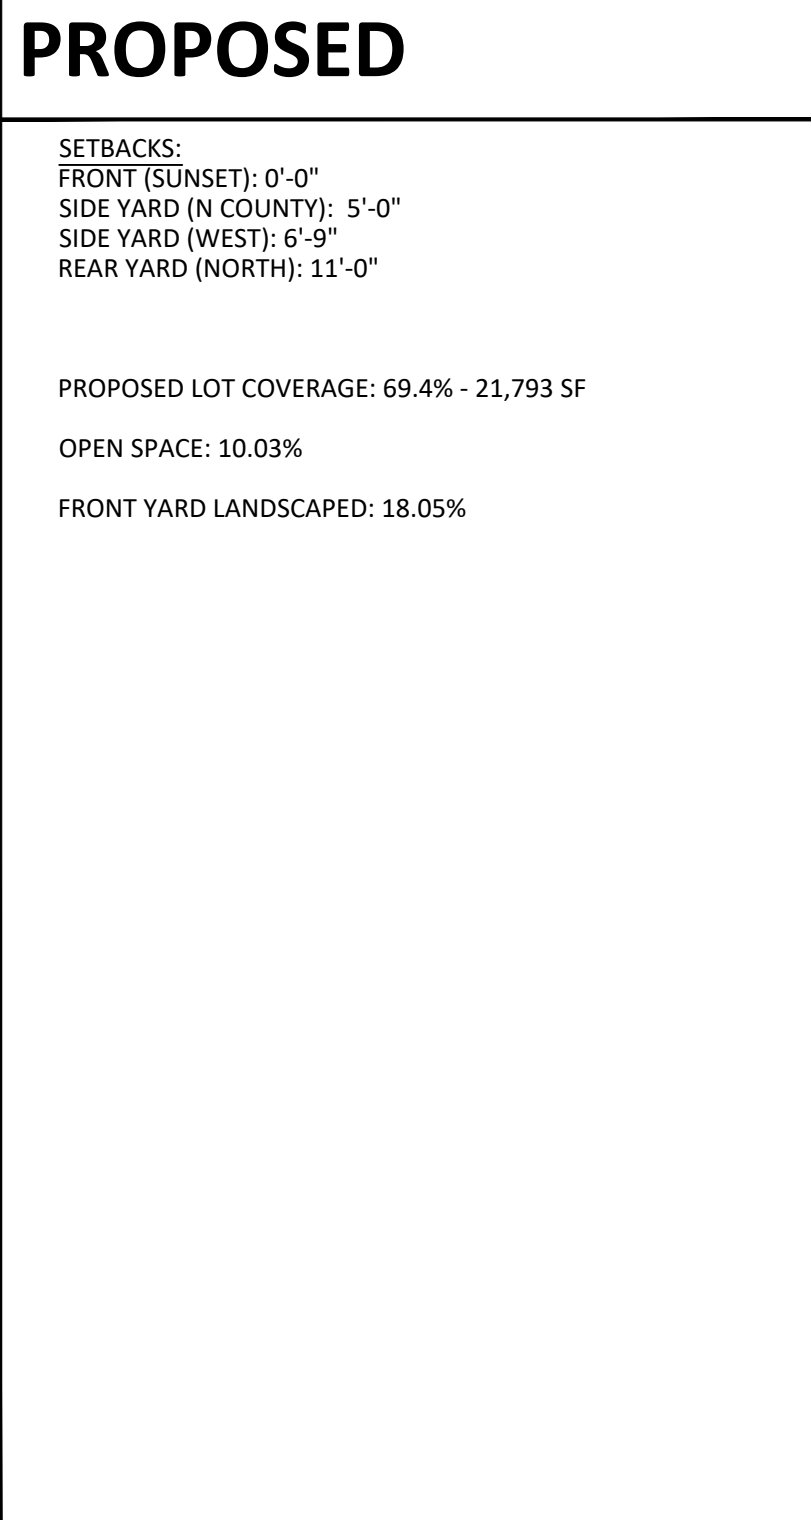 PROPOSED
SETBACKS:
FRONT (SUNSET): 0'-0"
SIDE YARD (N COUNTY):  5'-0"
SIDE YARD (WEST): 6'-9"
REAR YARD (NORTH): 11'-0"
PROPOSED LOT COVERAGE: 69.4% - 21,793 SF
OPEN SPACE: 10.03%
FRONT YARD LANDSCAPED: 18.05%